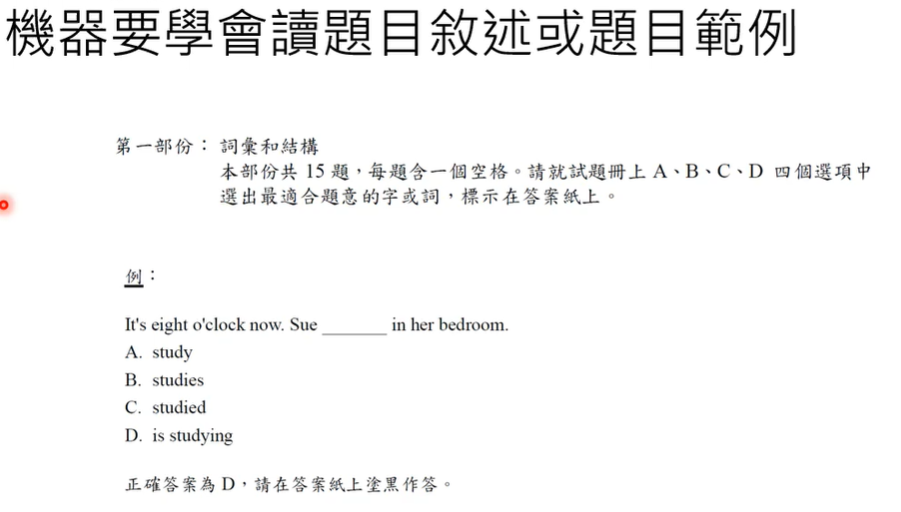 機器要學會讀題目敘述或題目範例
第一部份： 詞彙和結構
本部份共 15 題，每題含一個空格。請就試題冊上 A、B、C、D 四個選項中
選出最適合題意的字或詞，標示在答案紙上。
例：
It's eight o'clock now. Sue _______ in her bedroom.
A. study
B. studies
C. studied
D. is studying
正確答案為 D，請在答案紙上塗黑作答。